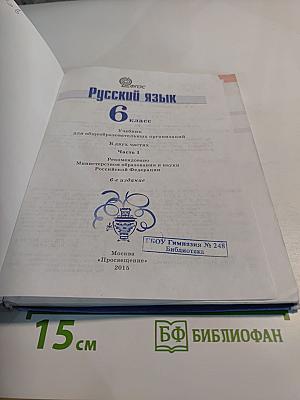 ФГОС
Русский язык
6 класс
Учебник
для общеобразовательных организаций
В двух частях
Часть 1
Рекомендовано
Министерством образования и науки
Российской Федерации
6-е издание
ГБОУ Гимназия № 248
Библиотека
Москва
«Просвещение»
2015
15 см
БФ БИБЛИОФАН